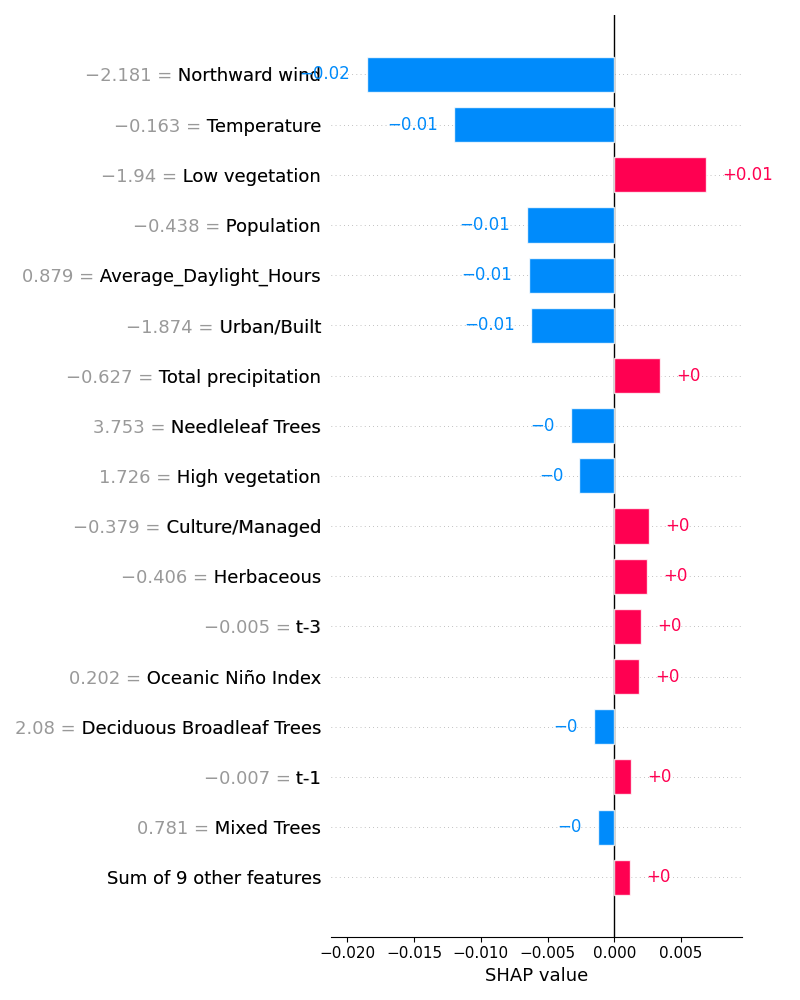 −2.181 = Northward wind −0.02
−0.163 = Temperature −0.01
−1.94 = Low vegetation +0.01
−0.438 = Population −0.01
0.879 = Average_Daylight_Hours −0.01
−1.874 = Urban/Built −0.01
−0.627 = Total precipitation +0
3.753 = Needleleaf Trees −0
1.726 = High vegetation −0
−0.379 = Culture/Managed +0
−0.406 = Herbaceous +0
−0.005 = t-3 +0
0.202 = Oceanic Niño Index +0
2.08 = Deciduous Broadleaf Trees −0
−0.007 = t-1 +0
0.781 = Mixed Trees −0
Sum of 9 other features +0
−0.020 −0.015 −0.010 −0.005 0.000 0.005
SHAP value